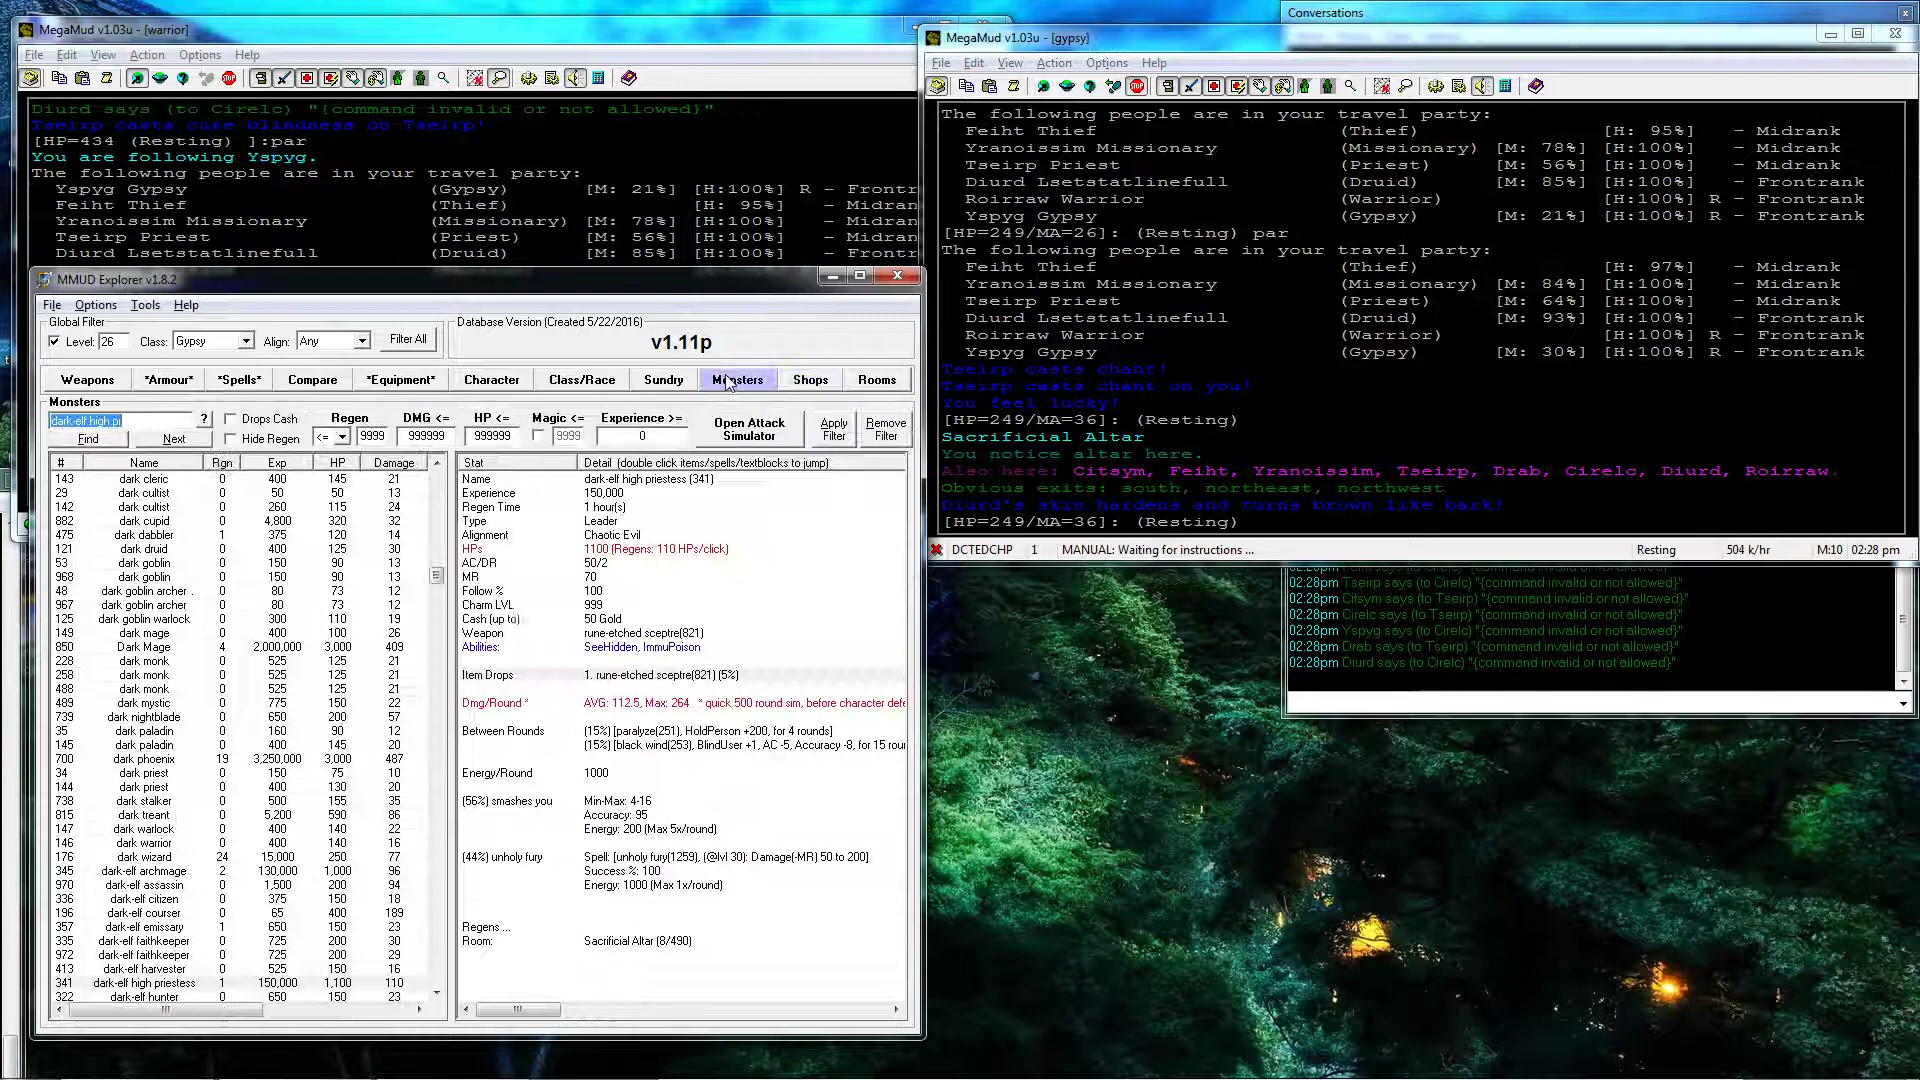 MegaMud v1.03u - [warrior]
File Edit View Action Options Help
Diurd says (to Cirelc) "{command invalid or not allowed}"
Tseirp casts cure blindness on Tseirp!
[HP=434 (Resting) ]:par
You are following Yspyg.
The following people are in your travel party:
Yspyg Gypsy (Gypsy) [M: 21%] [H:100%] R - Frontr
Feiht Thief (Thief) [H: 95%] - Midran
Yranoissim Missionary (Missionary) [M: 78%] [H:100%] - Midran
Tseirp Priest (Priest) [M: 56%] [H:100%] - Midran
Diurd Lsetstatlinefull (Druid) [M: 85%] [H:100%] - Frontr
MMUD Explorer v1.8.2
File Options Tools Help
Global Filter
Level: 26 Class: Gypsy Align: Any Filter All
Database Version (Created 5/22/2016)
v1.11p
Weapons *Armour* *Spells* Compare *Equipment* Character Class/Race Sundry Monsters Shops Rooms
Monsters
dark-elf high pi ? Drops Cash Regen DMG <= HP <= Magic <= Experience >= Open Attack Simulator Apply Filter Remove Filter
Find Next Hide Regen <= 9999 999999 999999 9999 0
# Name Rgn Exp HP Damage
143 dark cleric 0 400 145 21
29 dark cultist 0 50 50 13
142 dark cultist 0 260 115 24
882 dark cupid 0 4,800 320 32
475 dark dabbler 1 375 120 14
121 dark druid 0 400 125 30
53 dark goblin 0 150 90 13
968 dark goblin 0 150 90 13
48 dark goblin archer . 0 80 73 12
967 dark goblin archer 0 80 73 12
125 dark goblin warlock 0 300 110 19
149 dark mage 0 400 100 26
850 Dark Mage 4 2,000,000 3,000 409
228 dark monk 0 525 125 21
258 dark monk 0 525 125 21
488 dark monk 0 525 125 21
489 dark mystic 0 775 150 22
739 dark nightblade 0 650 200 57
35 dark paladin 0 160 90 12
145 dark paladin 0 400 145 20
700 dark phoenix 19 3,250,000 3,000 487
34 dark priest 0 150 75 10
144 dark priest 0 400 130 20
738 dark stalker 0 500 155 35
815 dark treant 0 5,200 590 86
147 dark warlock 0 400 140 22
146 dark warrior 0 400 140 16
176 dark wizard 24 15,000 250 77
345 dark-elf archmage 2 130,000 1,000 96
970 dark-elf assassin 0 1,500 200 94
336 dark-elf citizen 0 375 150 18
196 dark-elf courser 0 65 400 189
357 dark-elf emissary 1 650 150 23
335 dark-elf faithkeeper 0 725 200 30
972 dark-elf faithkeeper 0 725 200 29
413 dark-elf harvester 0 525 150 16
341 dark-elf high priestess 1 150,000 1,100 110
322 dark-elf hunter 0 650 150 23
Stat Detail (double click items/spells/textblocks to jump)
Name dark-elf high priestess (341)
Experience 150,000
Regen Time 1 hour(s)
Type Leader
Alignment Chaotic Evil
HPs 1100 (Regens: 110 HPs/click)
AC/DR 50/2
MR 70
Follow % 100
Charm LVL 999
Cash (up to) 50 Gold
Weapon rune-etched sceptre(821)
Abilities: SeeHidden, ImmuPoison
Item Drops 1. rune-etched sceptre(821) (5%)
Dmg/Round * AVG: 112.5, Max: 264 * quick 500 round sim, before character defe
Between Rounds (15%) [paralyze(251), HoldPerson +200, for 4 rounds]
(15%) [black wind(253), BlindUser +1, AC -5, Accuracy -8, for 15 rour
Energy/Round 1000
(56%) smashes you Min-Max: 4-16
Accuracy: 95
Energy: 200 (Max 5x/round)
(44%) unholy fury Spell: [unholy fury(1259), (@lvl 30): Damage(-MR) 50 to 200]
Success %: 100
Energy: 1000 (Max 1x/round)
Regens ...
Room: Sacrificial Altar (8/490)
MegaMud v1.03u - [gypsy]
File Edit View Action Options Help
The following people are in your travel party:
Feiht Thief (Thief) [H: 95%] - Midrank
Yranoissim Missionary (Missionary) [M: 78%] [H:100%] - Midrank
Tseirp Priest (Priest) [M: 56%] [H:100%] - Midrank
Diurd Lsetstatlinefull (Druid) [M: 85%] [H:100%] - Frontrank
Roirraw Warrior (Warrior) [H:100%] R - Frontrank
Yspyg Gypsy (Gypsy) [M: 21%] [H:100%] R - Frontrank
[HP=249/MA=26]: (Resting) par
The following people are in your travel party:
Feiht Thief (Thief) [H: 97%] - Midrank
Yranoissim Missionary (Missionary) [M: 84%] [H:100%] - Midrank
Tseirp Priest (Priest) [M: 64%] [H:100%] - Midrank
Diurd Lsetstatlinefull (Druid) [M: 93%] [H:100%] - Frontrank
Roirraw Warrior (Warrior) [H:100%] R - Frontrank
Yspyg Gypsy (Gypsy) [M: 30%] [H:100%] R - Frontrank
Tseirp casts chant!
Tseirp casts chant on you!
You feel lucky!
[HP=249/MA=36]: (Resting)
Sacrificial Altar
You notice altar here.
Also here: Citsym, Feiht, Yranoissim, Tseirp, Drab, Cirelc, Diurd, Roirraw.
Obvious exits: south, northeast, northwest
Diurd's skin hardens and turns brown like bark!
[HP=249/MA=36]: (Resting)
DCTEDCHP 1 MANUAL: Waiting for instructions ... Resting 504 k/hr M:10 02:28 pm
Conversations
02:28pm Tseirp says (to Cirelc) "{command invalid or not allowed}"
02:28pm Citsym says (to Tseirp) "{command invalid or not allowed}"
02:28pm Cirelc says (to Tseirp) "{command invalid or not allowed}"
02:28pm Yspyg says (to Cirelc) "{command invalid or not allowed}"
02:28pm Drab says (to Tseirp) "{command invalid or not allowed}"
02:28pm Diurd says (to Cirelc) "{command invalid or not allowed}"